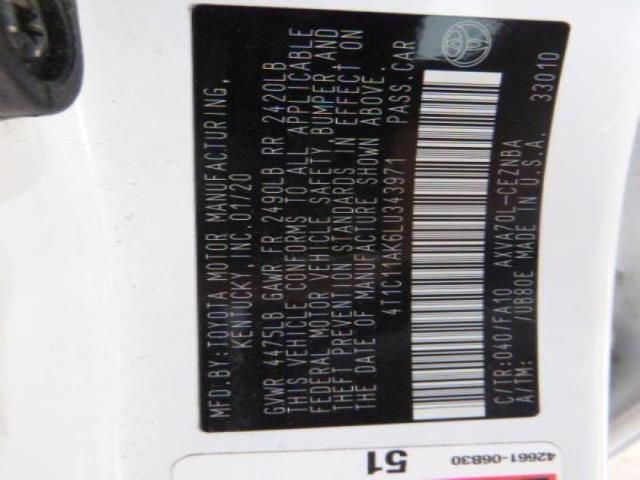 MFD.BY:TOYOTA MOTOR MANUFACTURING,
KENTUCKY, INC. 01/20
GVWR 4475LB GAWR FR 2490LB RR 2420LB
THIS VEHICLE CONFORMS TO ALL APPLICABLE
FEDERAL MOTOR VEHICLE SAFETY, BUMPER, AND
THEFT PREVENTION STANDARDS IN EFFECT ON
THE DATE OF MANUFACTURE SHOWN ABOVE.
4T1C11AK6LU343971 PASS.CAR
C/TR:040/FA10 AXVA70L-CEZNBA
A/TM: /UB80E MADE IN U.S.A. 33010
51
42661-06B30